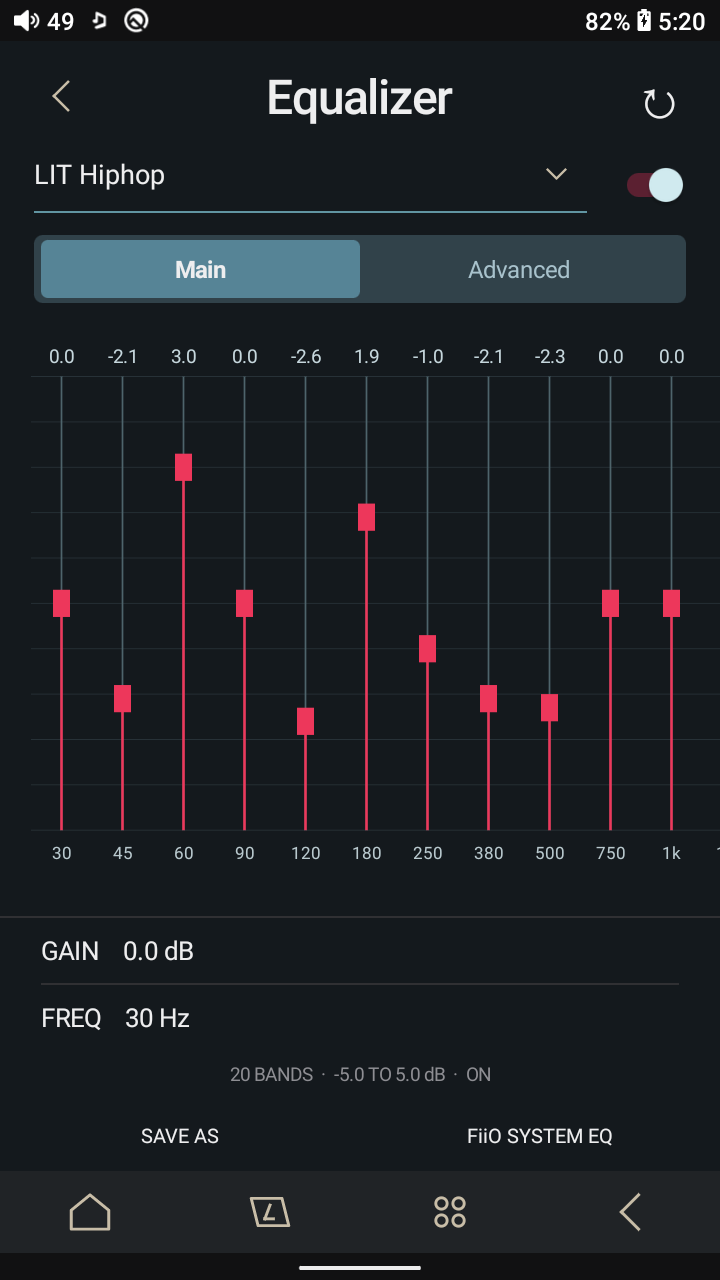 49
82% 5:20
Equalizer
LIT Hiphop
Main Advanced
0.0 -2.1 3.0 0.0 -2.6 1.9 -1.0 -2.1 -2.3 0.0 0.0
30 45 60 90 120 180 250 380 500 750 1k
GAIN 0.0 dB
FREQ 30 Hz
20 BANDS · -5.0 TO 5.0 dB · ON
SAVE AS FiiO SYSTEM EQ